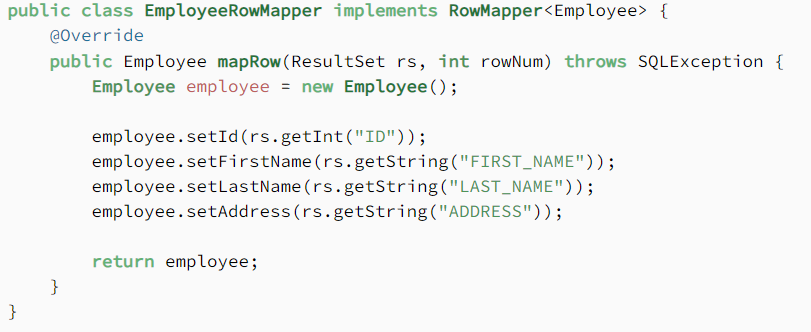 public class EmployeeRowMapper implements RowMapper<Employee> {
    @Override
    public Employee mapRow(ResultSet rs, int rowNum) throws SQLException {
        Employee employee = new Employee();

        employee.setId(rs.getInt("ID"));
        employee.setFirstName(rs.getString("FIRST_NAME"));
        employee.setLastName(rs.getString("LAST_NAME"));
        employee.setAddress(rs.getString("ADDRESS"));

        return employee;
    }
}